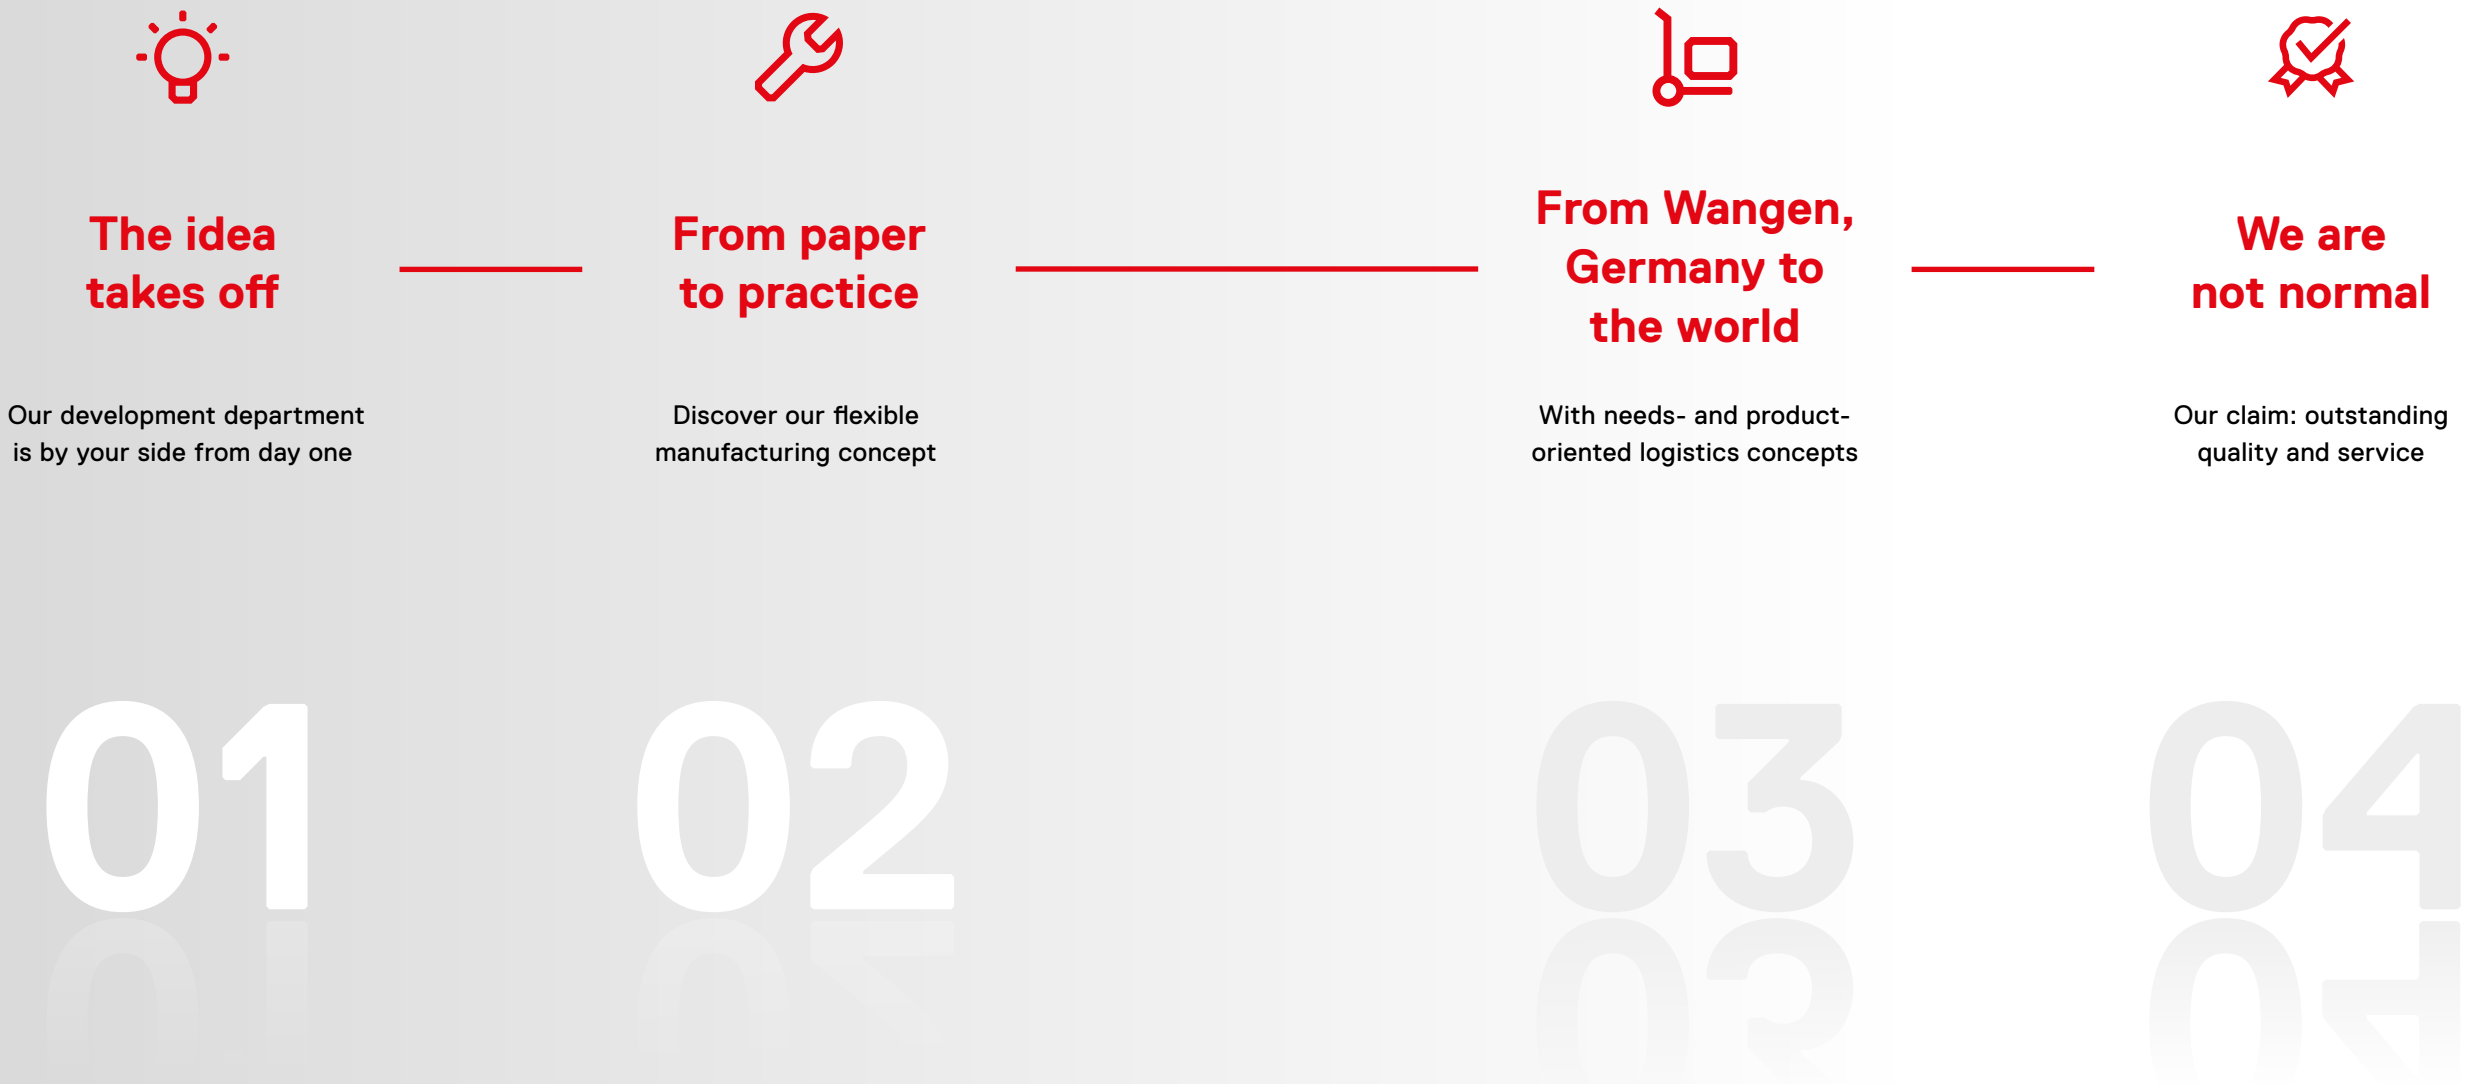 The idea
takes off
Our development department
is by your side from day one
01
From paper
to practice
Discover our flexible
manufacturing concept
02
From Wangen,
Germany to
the world
With needs- and product-
oriented logistics concepts
03
We are
not normal
Our claim: outstanding
quality and service
04